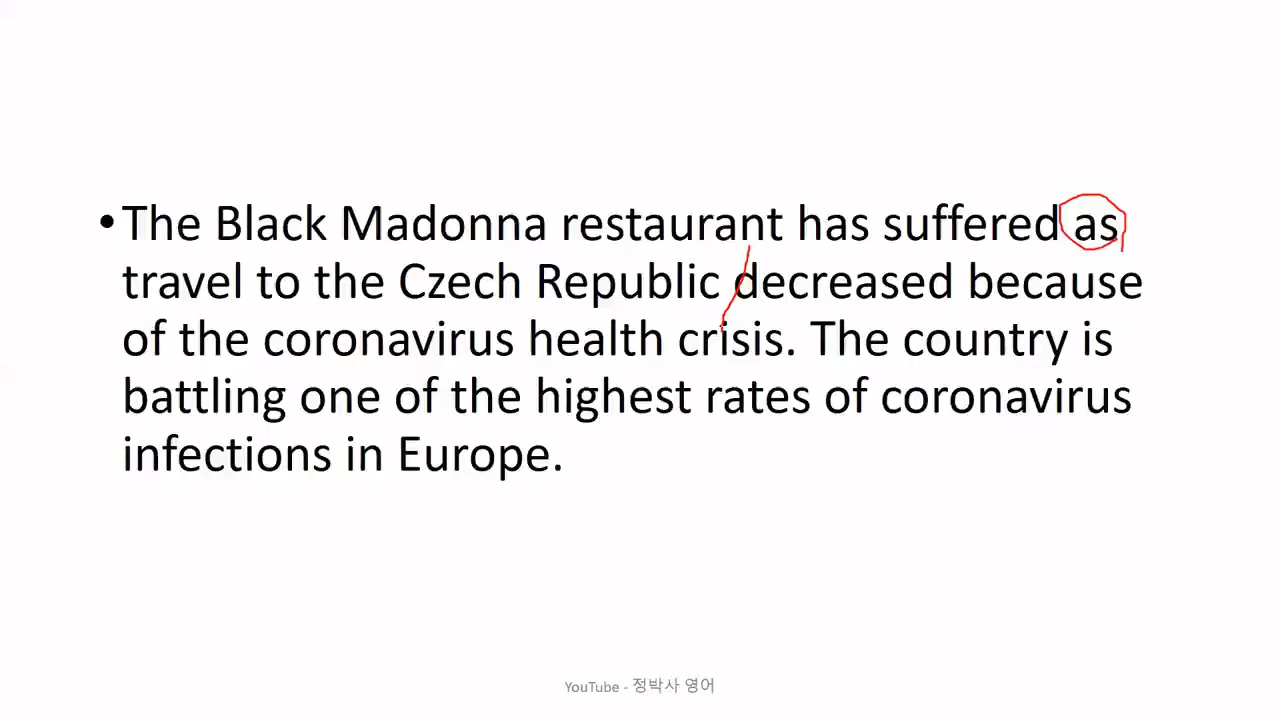 •The Black Madonna restaurant has suffered as
travel to the Czech Republic decreased because
of the coronavirus health crisis. The country is
battling one of the highest rates of coronavirus
infections in Europe.
YouTube - 정박사 영어